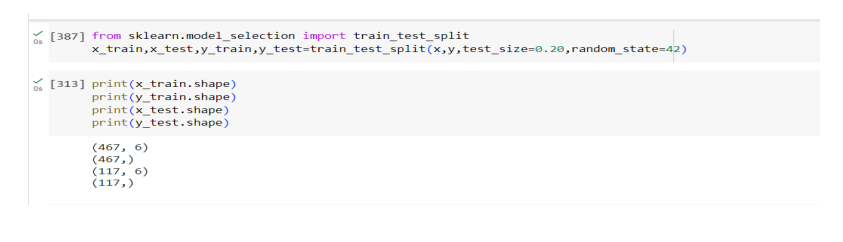 [387] from sklearn.model_selection import train_test_split
0s
x_train,x_test,y_train,y_test=train_test_split(x,y,test_size=0.20,random_state=42)
[313] print(x_train.shape)
0s
print(y_train.shape)
print(x_test.shape)
print(y_test.shape)
(467, 6)
(467,)
(117, 6)
(117,)